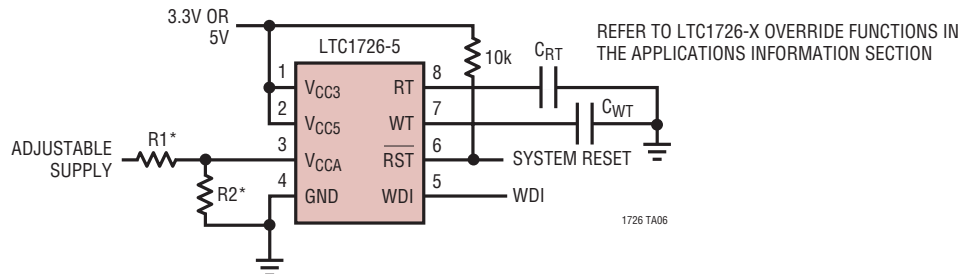 3.3V OR
5V
REFER TO LTC1726-X OVERRIDE FUNCTIONS IN
THE APPLICATIONS INFORMATION SECTION
LTC1726-5
10k
CRT
CWT
1
VCC3
RT
8
2
VCC5
WT
7
ADJUSTABLE
SUPPLY
R1*
3
VCCA
RST
6
SYSTEM RESET
R2*
4
GND
WDI
5
WDI
1726 TA06